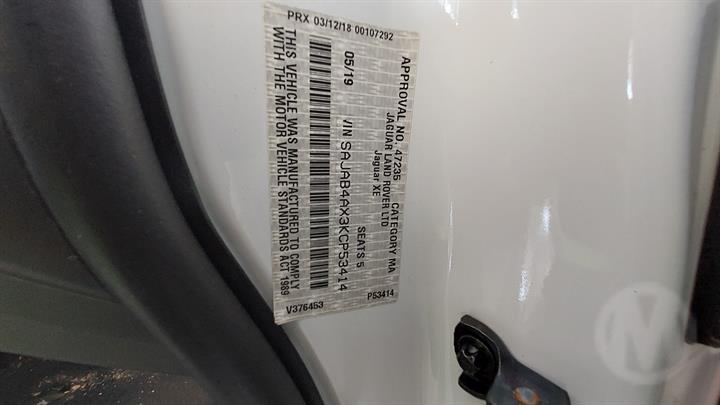 PRX 03/12/18 00107292
APPROVAL NO. 47235 CATEGORY MA
JAGUAR LAND ROVER LTD
Jaguar XE
05/19 SEATS 5
VIN SAJAB4AX3KCP53414
THIS VEHICLE WAS MANUFACTURED TO COMPLY
WITH THE MOTOR VEHICLE STANDARDS ACT 1989
V376453 P53414
M